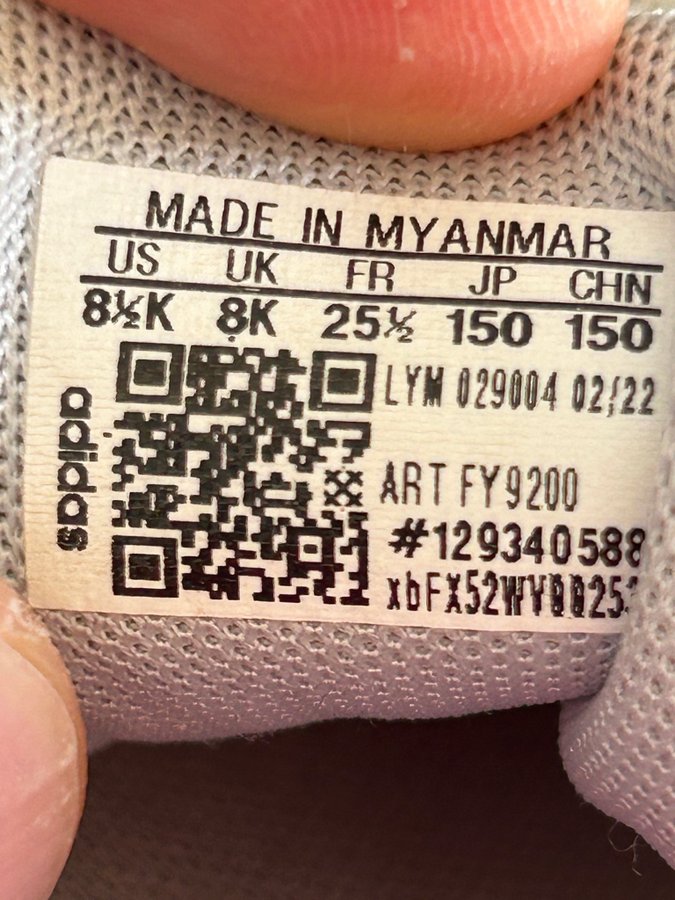 MADE IN MYANMAR
US UK FR JP CHN
8½K 8K 25½ 150 150
LYM 029004 02/22
ART FY9200
#129340588
adidas